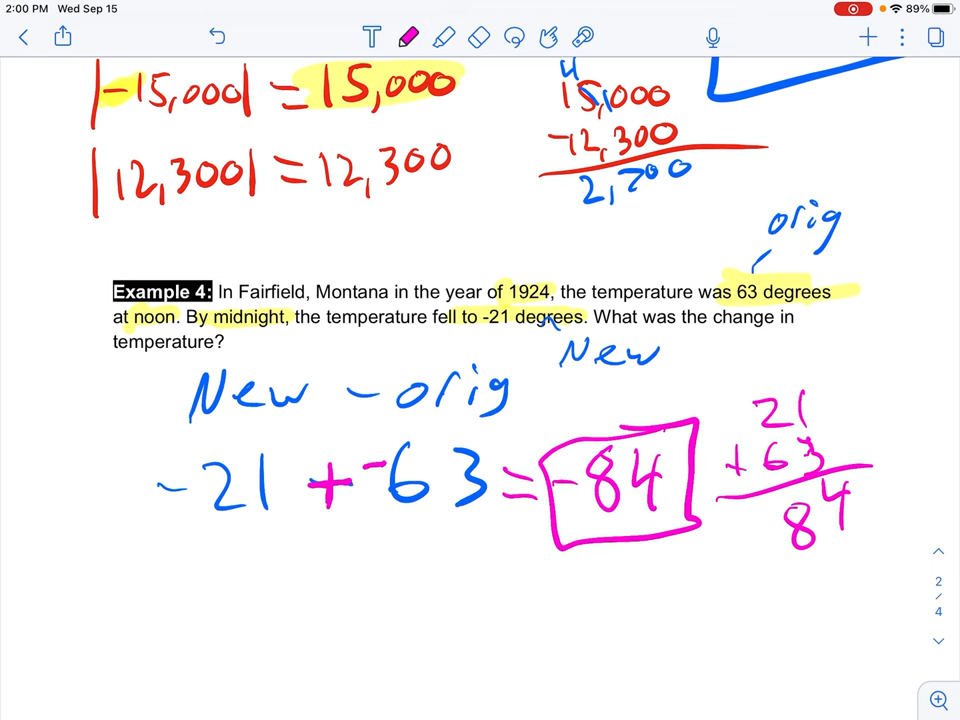 2:00 PM Wed Sep 15 89%
T
|-15,000| = 15,000
|12,300| = 12,300
4 1
15,000
-12,300
2,700
orig
Example 4: In Fairfield, Montana in the year of 1924, the temperature was 63 degrees
at noon. By midnight, the temperature fell to -21 degrees. What was the change in
temperature?
New
New - orig
-21 + -63 = -84
21
+63
84
2
/
4